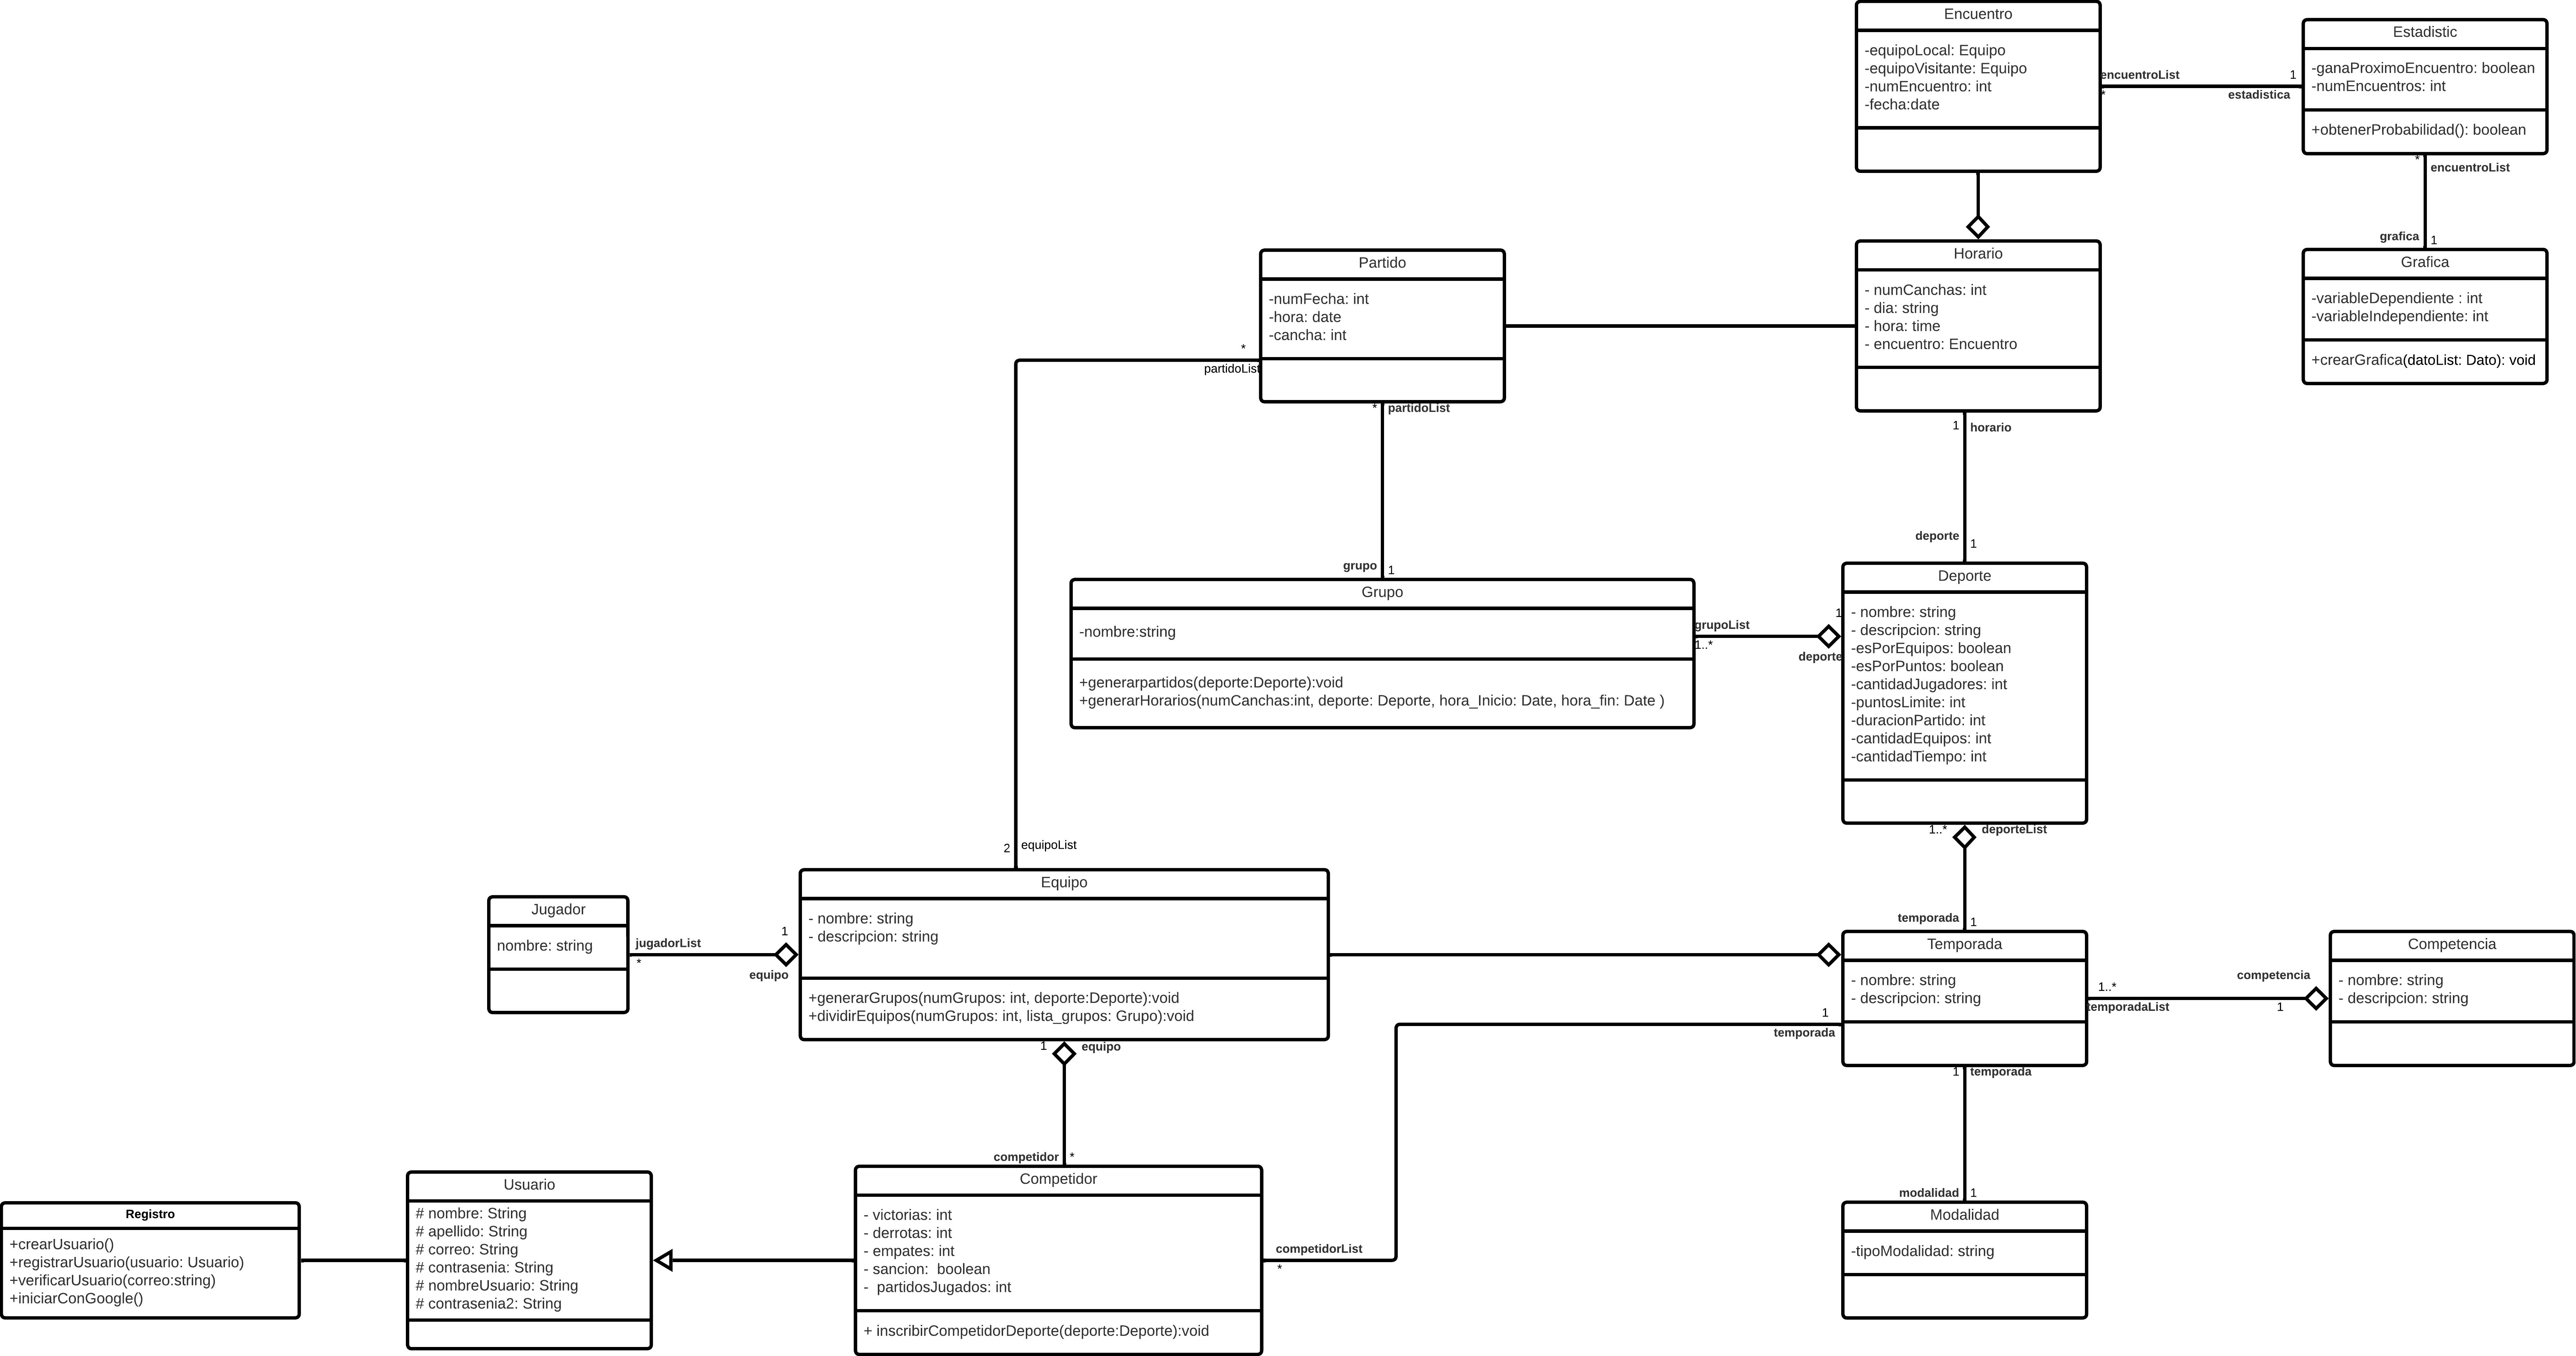 Encuentro
-equipoLocal: Equipo
-equipoVisitante: Equipo
-numEncuentro: int
-fecha:date
encuentroList
*
1
estadistica
Estadistic
-ganaProximoEncuentro: boolean
-numEncuentros: int
+obtenerProbabilidad(): boolean
*
encuentroList
grafica
1
Grafica
-variableDependiente : int
-variableIndependiente: int
+crearGrafica(datoList: Dato): void
Horario
- numCanchas: int
- dia: string
- hora: time
- encuentro: Encuentro
1
horario
deporte
1
Partido
-numFecha: int
-hora: date
-cancha: int
*
partidoList
*
partidoList
grupo
1
Grupo
-nombre:string
+generarpartidos(deporte:Deporte):void
+generarHorarios(numCanchas:int, deporte: Deporte, hora_Inicio: Date, hora_fin: Date )
grupoList
1..*
1
deporte
Deporte
- nombre: string
- descripcion: string
-esPorEquipos: boolean
-esPorPuntos: boolean
-cantidadJugadores: int
-puntosLimite: int
-duracionPartido: int
-cantidadEquipos: int
-cantidadTiempo: int
1..*
deporteList
temporada
1
2
equipoList
Jugador
nombre: string
jugadorList
*
1
equipo
Equipo
- nombre: string
- descripcion: string
+generarGrupos(numGrupos: int, deporte:Deporte):void
+dividirEquipos(numGrupos: int, lista_grupos: Grupo):void
1
equipo
competidor
*
Temporada
- nombre: string
- descripcion: string
1
temporada
1..*
temporadaList
competencia
1
Competencia
- nombre: string
- descripcion: string
1
temporada
modalidad
1
Modalidad
-tipoModalidad: string
Registro
+crearUsuario()
+registrarUsuario(usuario: Usuario)
+verificarUsuario(correo:string)
+iniciarConGoogle()
Usuario
# nombre: String
# apellido: String
# correo: String
# contrasenia: String
# nombreUsuario: String
# contrasenia2: String
Competidor
- victorias: int
- derrotas: int
- empates: int
- sancion:  boolean
-  partidosJugados: int
+ inscribirCompetidorDeporte(deporte:Deporte):void
competidorList
*